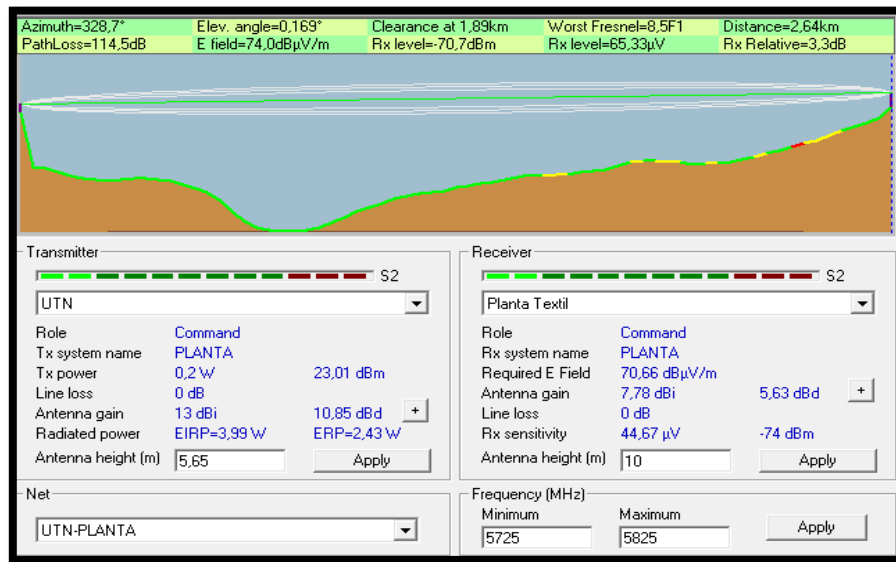 Azimuth=328,7° Elev. angle=0,169° Clearance at 1,89km Worst Fresnel=8,5F1 Distance=2,64km
PathLoss=114,5dB E field=74,0dBµV/m Rx level=-70,7dBm Rx level=65,33µV Rx Relative=3,3dB
Transmitter
S2
UTN
Role Command
Tx system name PLANTA
Tx power 0,2 W 23,01 dBm
Line loss 0 dB
Antenna gain 13 dBi 10,85 dBd +
Radiated power EIRP=3,99 W ERP=2,43 W
Antenna height (m) 5,65 Apply
Net
UTN-PLANTA
Receiver
S2
Planta Textil
Role Command
Rx system name PLANTA
Required E Field 70,66 dBµV/m
Antenna gain 7,78 dBi 5,63 dBd +
Line loss 0 dB
Rx sensitivity 44,67 µV -74 dBm
Antenna height (m) 10 Apply
Frequency (MHz)
Minimum Maximum
5725 5825 Apply